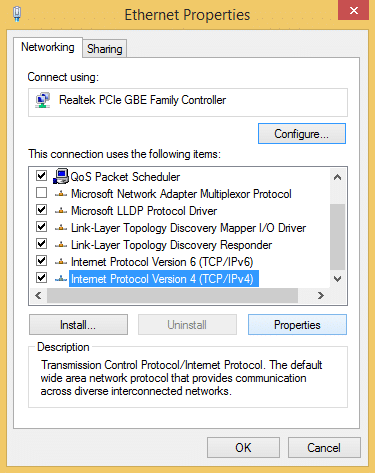 Ethernet Properties
Networking
Sharing
Connect using:
Realtek PCIe GBE Family Controller
Configure...
This connection uses the following items:
QoS Packet Scheduler
Microsoft Network Adapter Multiplexor Protocol
Microsoft LLDP Protocol Driver
Link-Layer Topology Discovery Mapper I/O Driver
Link-Layer Topology Discovery Responder
Internet Protocol Version 6 (TCP/IPv6)
Internet Protocol Version 4 (TCP/IPv4)
Install...
Uninstall
Properties
Description
Transmission Control Protocol/Internet Protocol. The default
wide area network protocol that provides communication
across diverse interconnected networks.
OK
Cancel